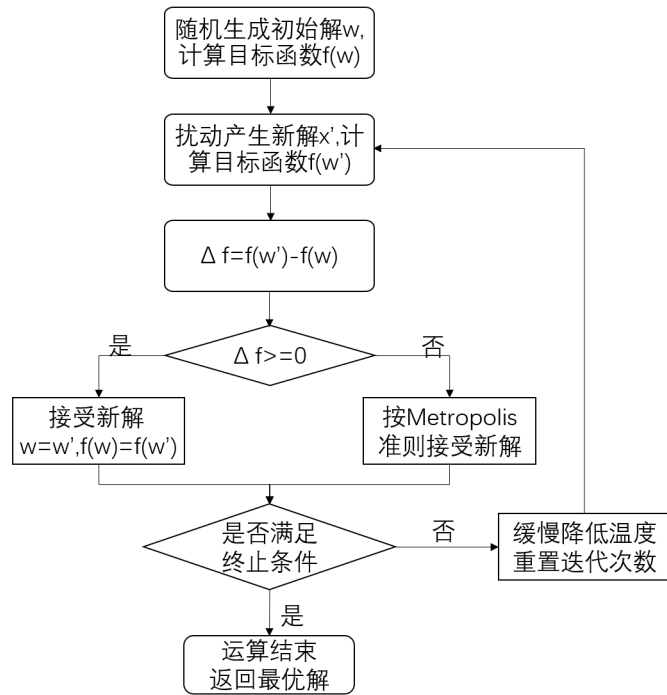 随机生成初始解w,
计算目标函数f(w)
扰动产生新解x',计
算目标函数f(w')
Δ f=f(w')-f(w)
Δ f>=0
是
否
接受新解
w=w',f(w)=f(w')
按Metropolis
准则接受新解
是否满足
终止条件
否
缓慢降低温度
重置迭代次数
是
运算结束
返回最优解